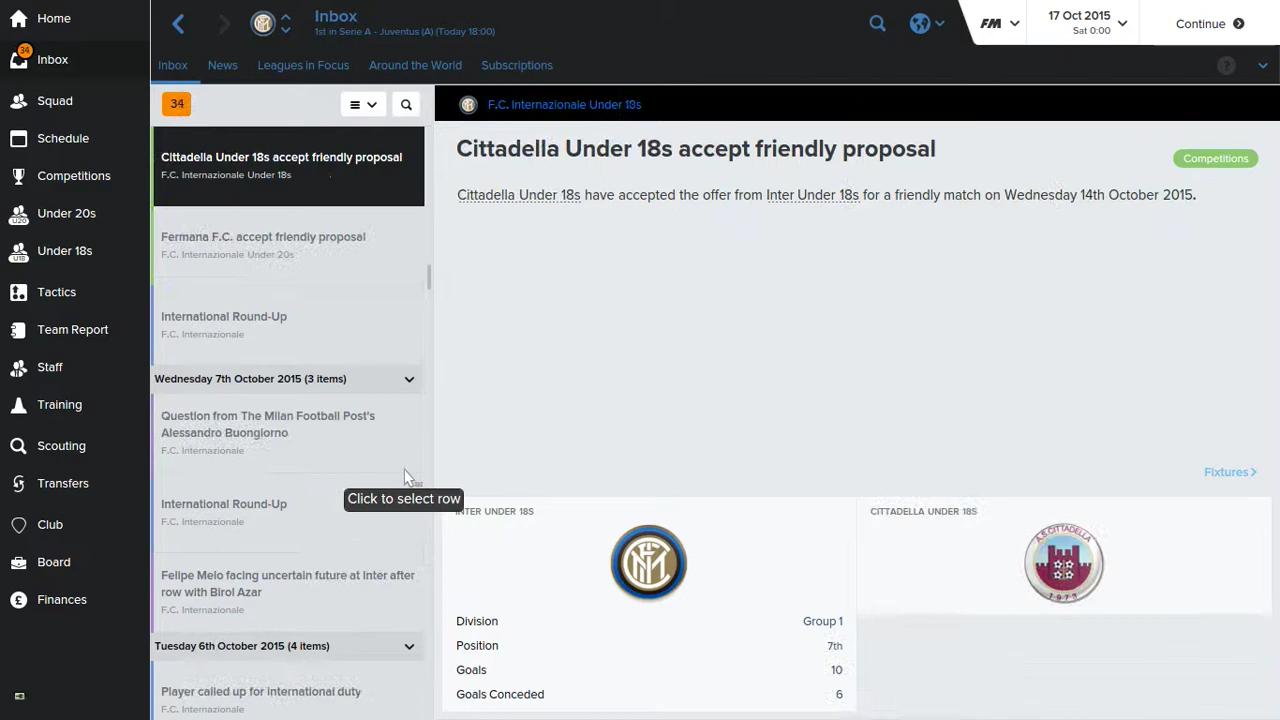 Home
34
Inbox
Squad
Schedule
Competitions
U20
Under 20s
U18
Under 18s
Tactics
Team Report
Staff
Training
Scouting
Transfers
Club
Board
Finances
Inbox
1st in Serie A - Juventus (A) (Today 18:00)
FM
17 Oct 2015
Sat 0:00
Continue
Inbox
News
Leagues in Focus
Around the World
Subscriptions
?
34
F.C. Internazionale Under 18s
Cittadella Under 18s accept friendly proposal
F.C. Internazionale Under 18s
Fermana F.C. accept friendly proposal
F.C. Internazionale Under 20s
International Round-Up
F.C. Internazionale
Wednesday 7th October 2015 (3 items)
Question from The Milan Football Post's
Alessandro Buongiorno
F.C. Internazionale
International Round-Up
F.C. Internazionale
Click to select row
Felipe Melo facing uncertain future at Inter after
row with Birol Azar
F.C. Internazionale
Tuesday 6th October 2015 (4 items)
Player called up for international duty
F.C. Internazionale
Cittadella Under 18s accept friendly proposal
Competitions
Cittadella Under 18s have accepted the offer from Inter Under 18s for a friendly match on Wednesday 14th October 2015.
Fixtures
INTER UNDER 18S
Division Group 1
Position 7th
Goals 10
Goals Conceded 6
CITTADELLA UNDER 18S
A.S. CITTADELLA
1973